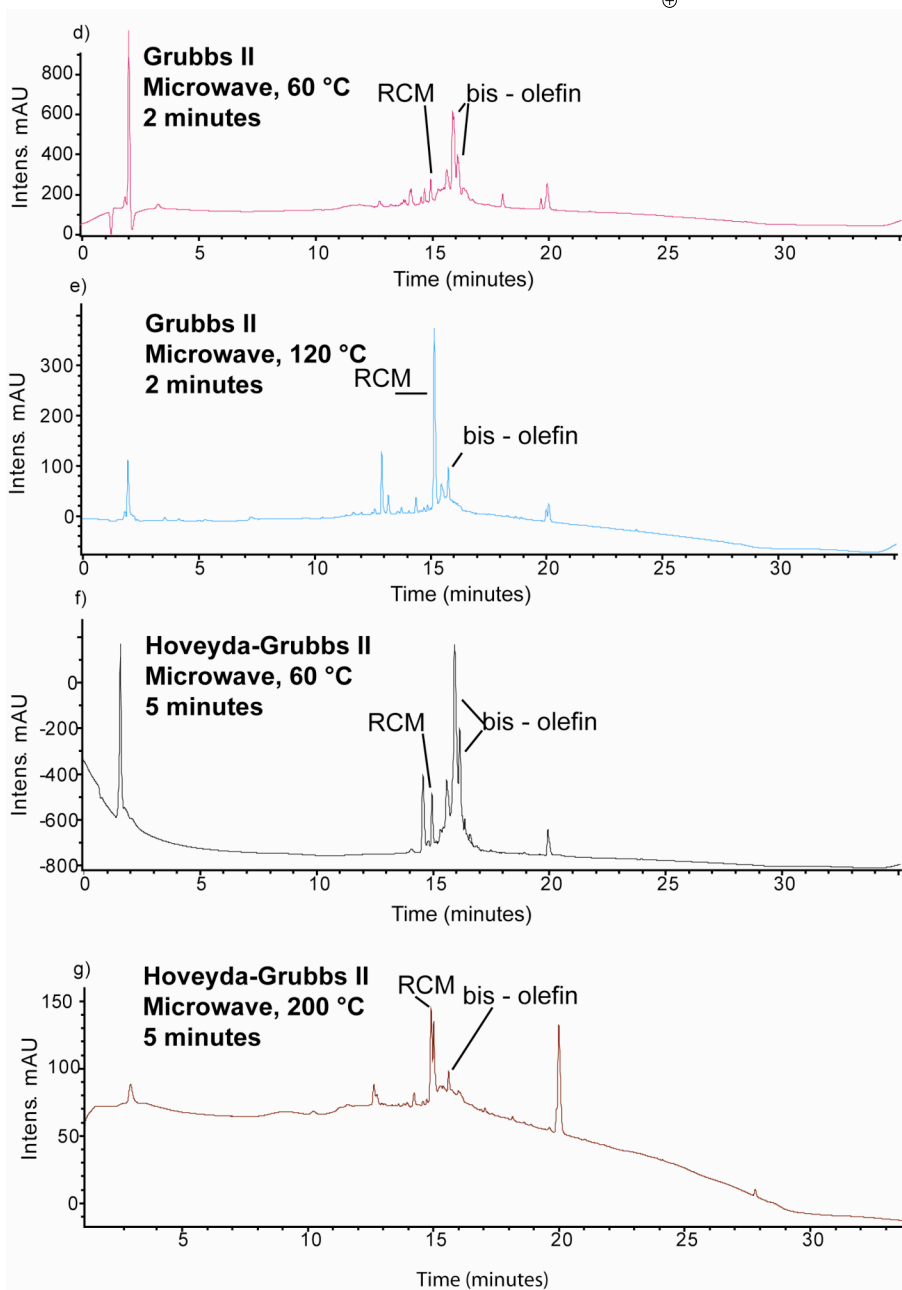 ⊕
d)
Grubbs II
Microwave, 60 °C
2 minutes
RCM
bis - olefin
Intens. mAU
800
600
400
200
0
0 5 10 15 20 25 30
Time (minutes)
e)
Grubbs II
Microwave, 120 °C
2 minutes
RCM
bis - olefin
Intens. mAU
300
200
100
0
0 5 10 15 20 25 30
Time (minutes)
f)
Hoveyda-Grubbs II
Microwave, 60 °C
5 minutes
RCM
bis - olefin
Intens. mAU
0
-200
-400
-600
-800
0 5 10 15 20 25 30
Time (minutes)
g)
Hoveyda-Grubbs II
Microwave, 200 °C
5 minutes
RCM
bis - olefin
Intens. mAU
150
100
50
0
5 10 15 20 25 30
Time (minutes)